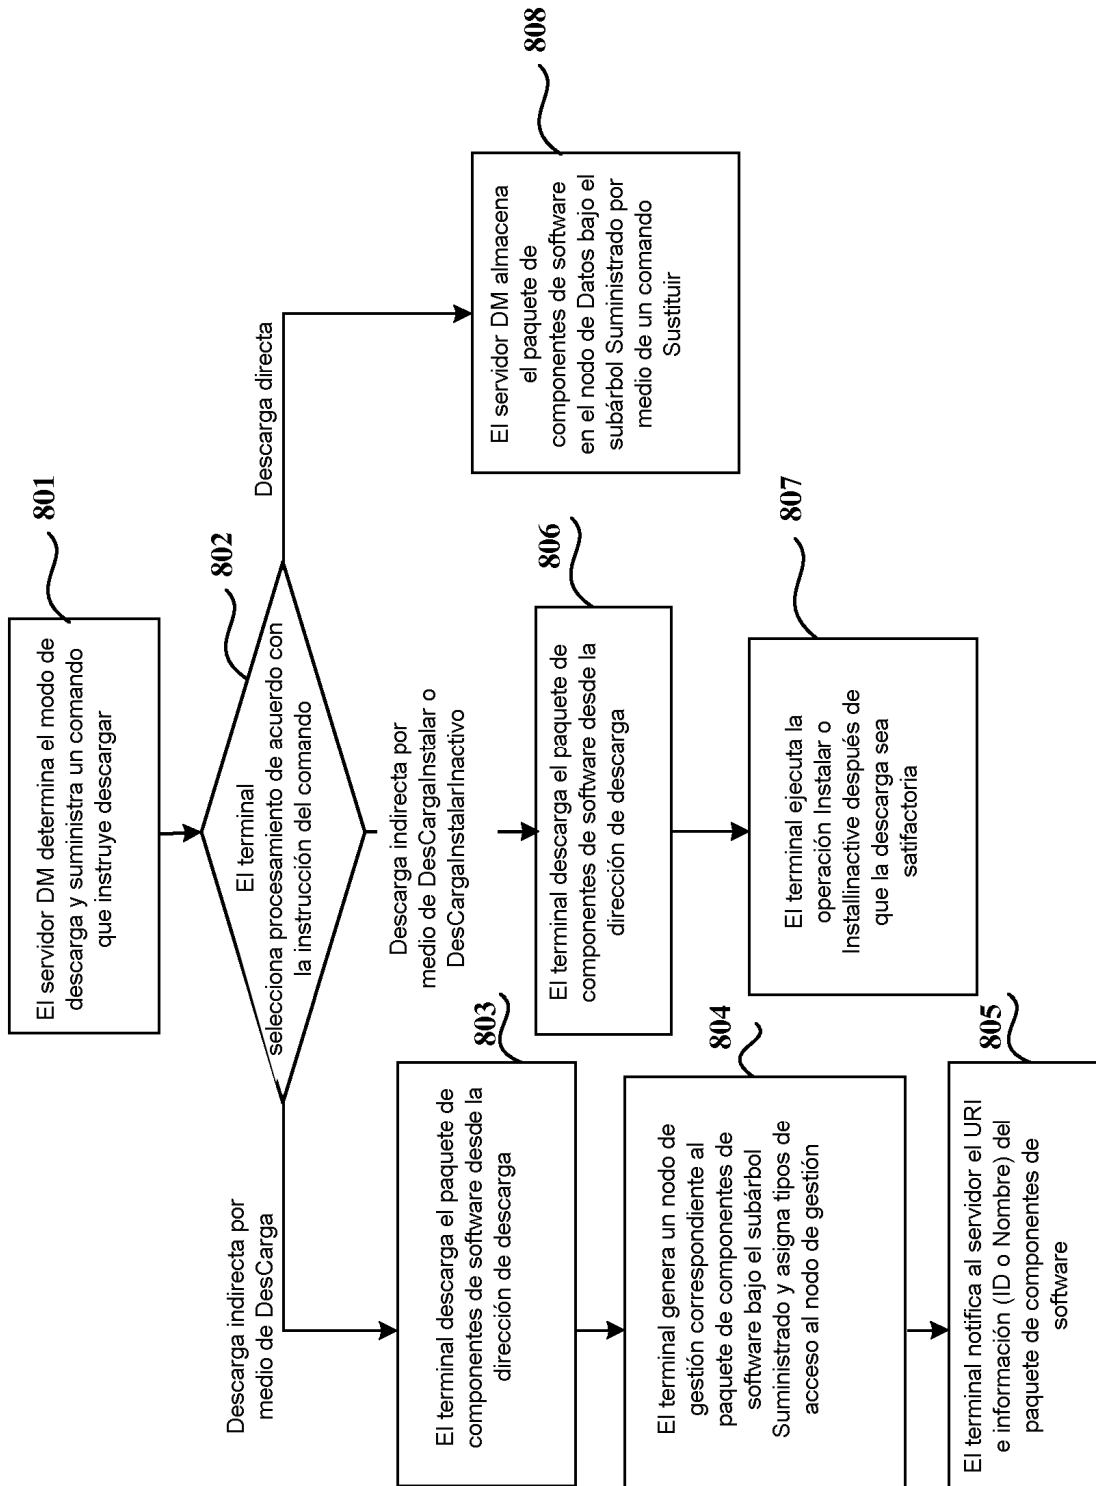 801
El servidor DM determina el modo de
descarga y suministra un comando
que instruye descargar
802
El terminal
selecciona procesamiento de acuerdo con
la instrucción del comando
Descarga indirecta por
medio de DesCarga
Descarga indirecta por
medio de DesCargaInstalar o
DesCargaInstalarInactivo
Descarga directa
803
El terminal descarga el paquete de
componentes de software desde la
dirección de descarga
804
El terminal genera un nodo de
gestión correspondiente al
paquete de componentes de
software bajo el subárbol
Suministrado y asigna tipos de
acceso al nodo de gestión
805
El terminal notifica al servidor el URI
e información (ID o Nombre) del
paquete de componentes de
software
806
El terminal descarga el paquete de
componentes de software desde la
dirección de descarga
807
El terminal ejecuta la
operación Instalar o
Installinactive después de
que la descarga sea
satifactoria
808
El servidor DM almacena
el paquete de
componentes de software
en el nodo de Datos bajo el
subárbol Suministrado por
medio de un comando
Sustituir